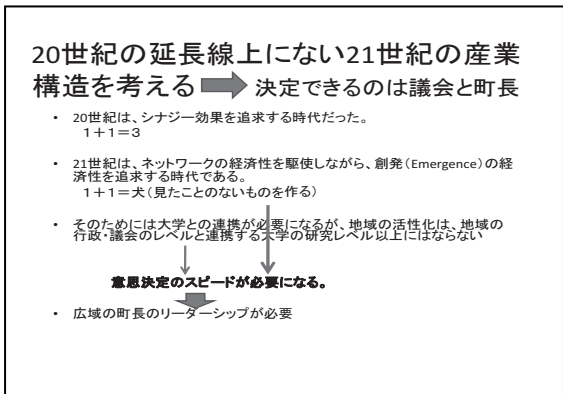 20世紀の延長線上にない21世紀の産業
構造を考える 決定できるのは議会と町長
• 20世紀は、シナジー効果を追求する時代だった。
1+1=3
• 21世紀は、ネットワークの経済性を駆使しながら、創発(Emergence)の経
済性を追求する時代である。
1+1=犬(見たことのないものを作る)
• そのためには大学との連携が必要になるが、地域の活性化は、地域の
行政・議会のレベルと連携する大学の研究レベル以上にはならない
意思決定のスピードが必要になる。
• 広域の町長のリーダーシップが必要